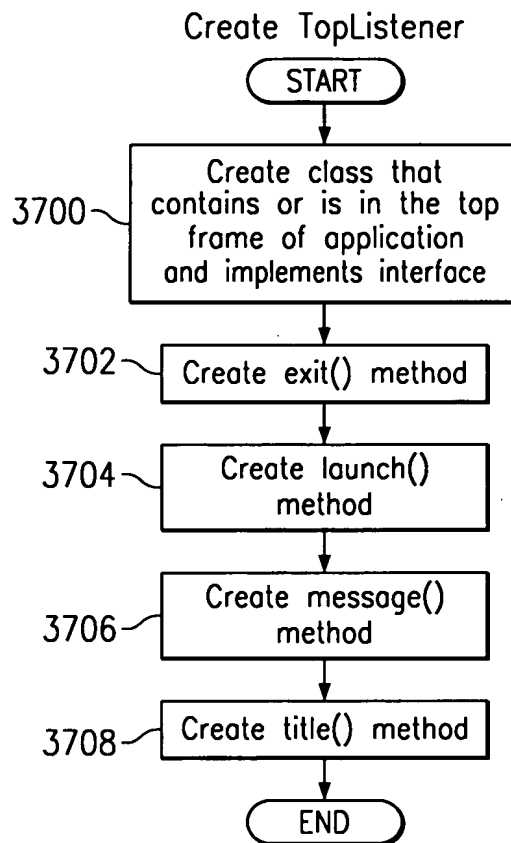 Create TopListener
START
3700
Create class that
contains or is in the top
frame of application
and implements interface
3702
Create exit() method
3704
Create launch()
method
3706
Create message()
method
3708
Create title() method
END